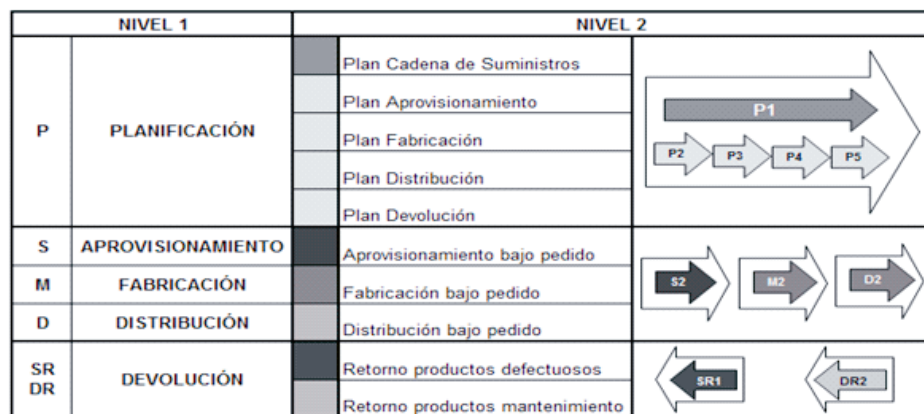 NIVEL 1
NIVEL 2
P
PLANIFICACIÓN
Plan Cadena de Suministros
Plan Aprovisionamiento
Plan Fabricación
Plan Distribución
Plan Devolución
P1
P2 P3 P4 P5
S
APROVISIONAMIENTO
Aprovisionamiento bajo pedido
M
FABRICACIÓN
Fabricación bajo pedido
D
DISTRIBUCIÓN
Distribución bajo pedido
S2 M2 D2
SR
DR
DEVOLUCIÓN
Retorno productos defectuosos
Retorno productos mantenimiento
SR1 DR2